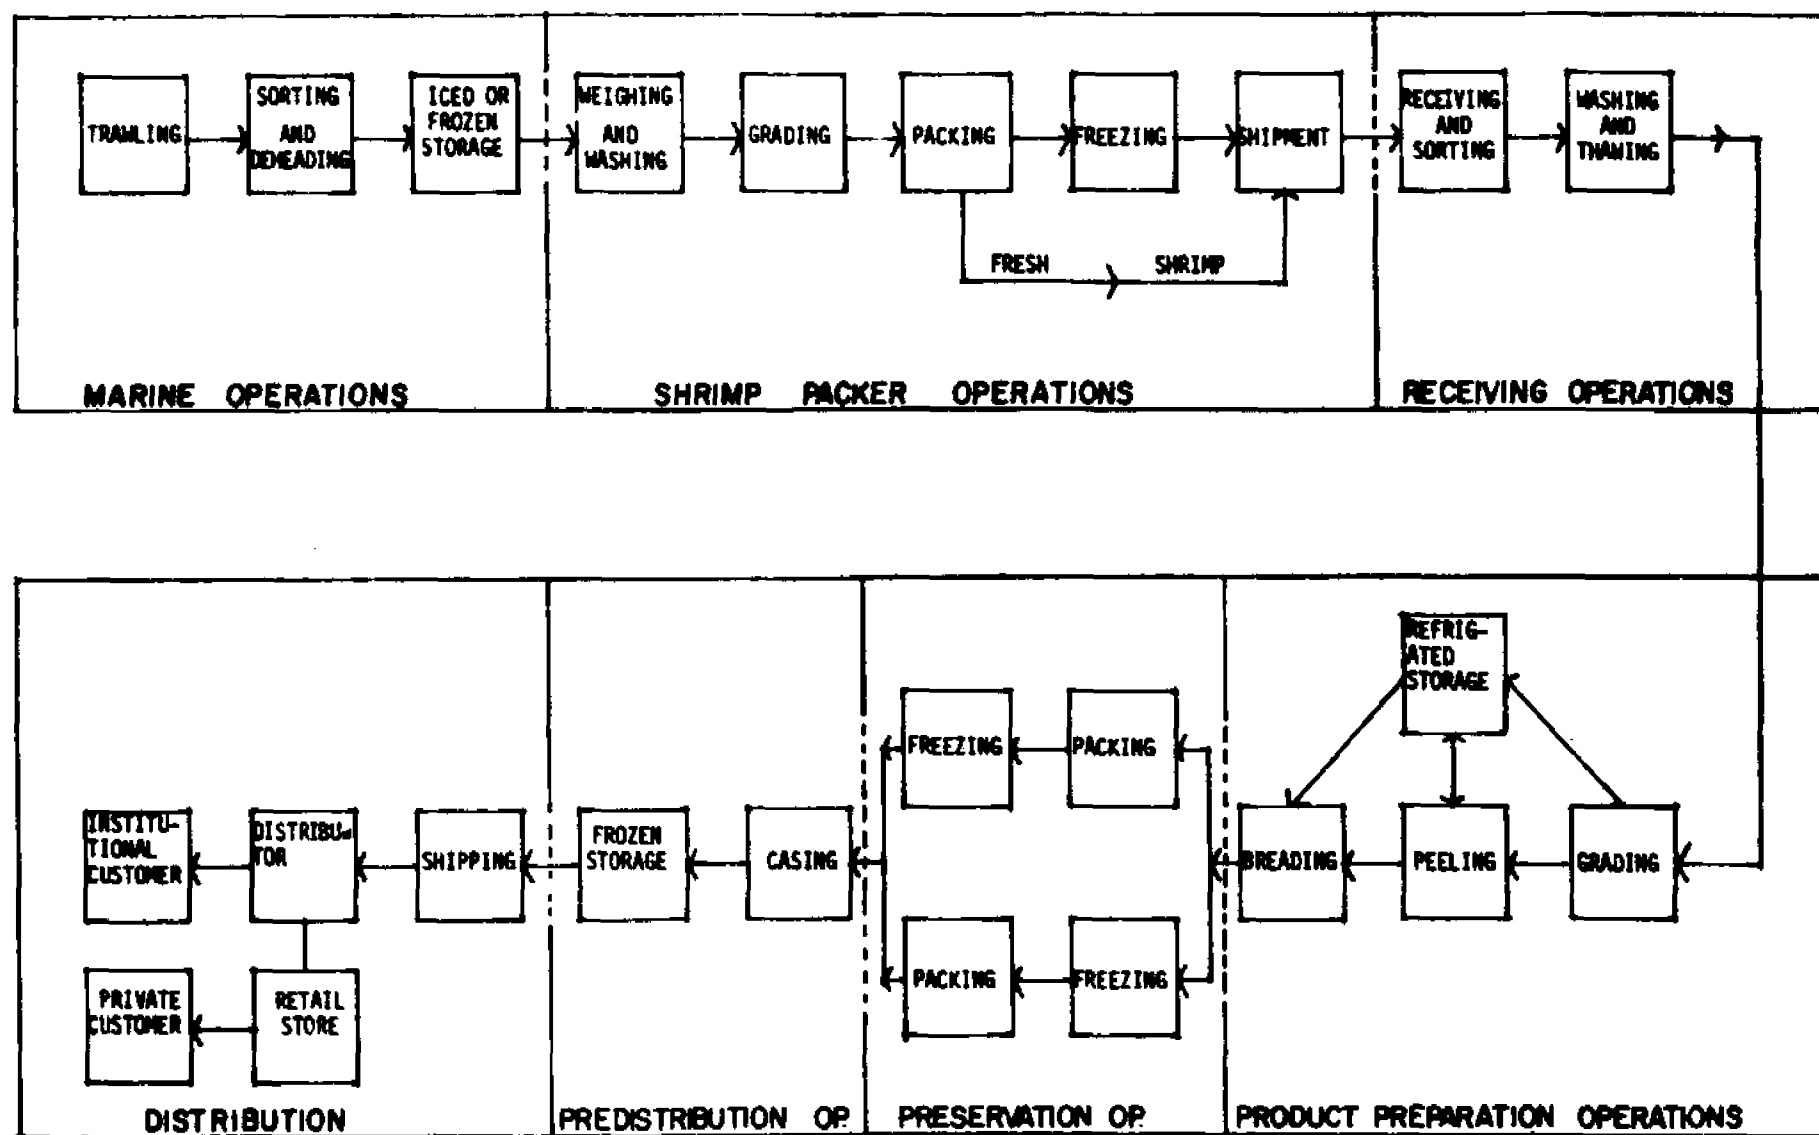 TRAWLING
SORTING
AND
DEHEADING
ICED OR
FROZEN
STORAGE
WEIGHING
AND
WASHING
GRADING
PACKING
FREEZING
SHIPMENT
RECEIVING
AND
SORTING
WASHING
AND
THAWING
FRESH SHRIMP
MARINE OPERATIONS
SHRIMP PACKER OPERATIONS
RECEIVING OPERATIONS
REFRIG-
ATED
STORAGE
GRADING
PEELING
BREADING
PACKING
FREEZING
FREEZING
PACKING
CASING
FROZEN
STORAGE
SHIPPING
DISTRIBU-
TOR
INSTITU-
TIONAL
CUSTOMER
RETAIL
STORE
PRIVATE
CUSTOMER
DISTRIBUTION
PREDISTRIBUTION OP.
PRESERVATION OP.
PRODUCT PREPARATION OPERATIONS